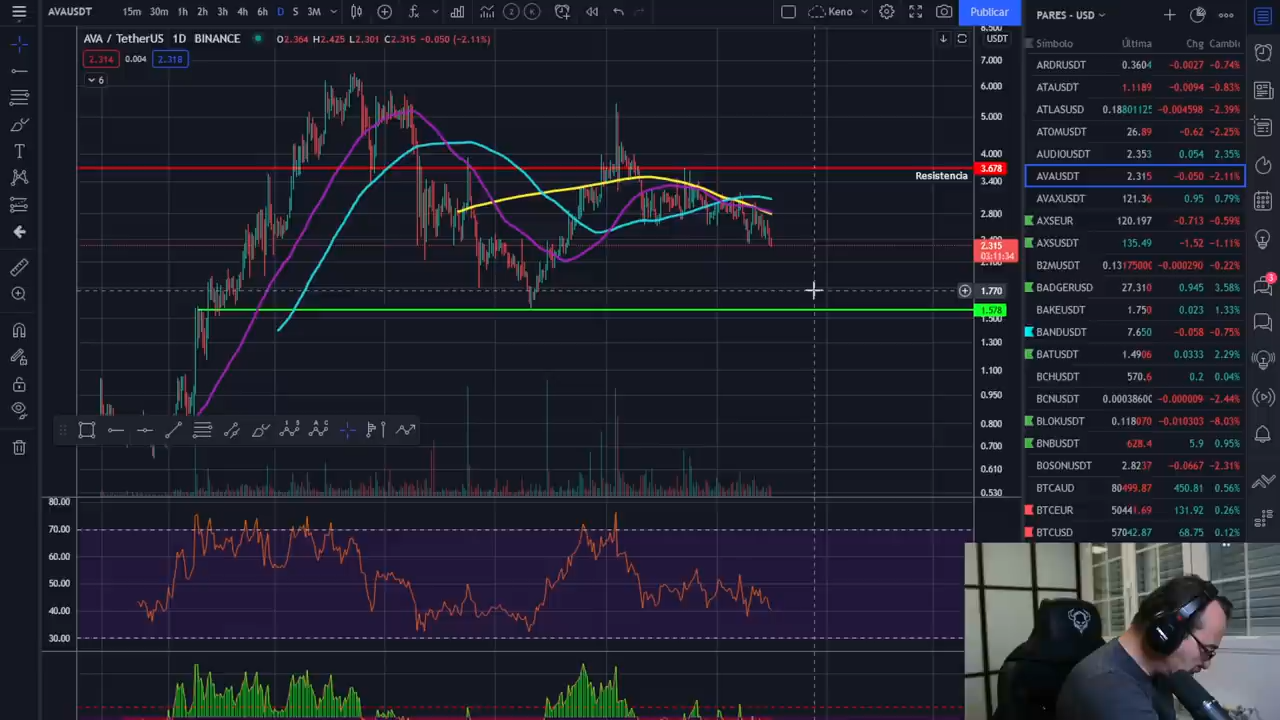 AVAUSDT 15m 30m 1h 2h 3h 4h 6h D S 3M Keno Publicar
AVA / TetherUS 1D BINANCE O2.364 H2.425 L2.301 C2.315 -0.050 (-2.11%)
2.314 0.004 2.318
6
USDT
7.000
6.000
5.000
4.000
3.678
Resistencia
3.400
2.800
2.315
03:11:34
2.100
1.770
1.578
1.500
1.300
1.100
0.950
0.800
0.700
0.610
0.530
80.00
70.00
60.00
50.00
40.00
30.00
PARES - USD
Símbolo Última Chg Cambi
ARDRUSDT 0.3604 -0.0027 -0.74%
ATAUSDT 1.1189 -0.0094 -0.83%
ATLASUSD 0.18801125 -0.004598 -2.39%
ATOMUSDT 26.89 -0.62 -2.25%
AUDIOUSDT 2.353 0.054 2.35%
AVAUSDT 2.315 -0.050 -2.11%
AVAXUSDT 121.36 0.95 0.79%
AXSEUR 120.197 -0.713 -0.59%
AXSUSDT 135.49 -1.52 -1.11%
B2MUSDT 0.13175000 -0.000290 -0.22%
BADGERUSD 27.310 0.945 3.58%
BAKEUSDT 1.750 0.023 1.33%
BANDUSDT 7.650 -0.058 -0.75%
BATUSDT 1.4906 0.0333 2.29%
BCHUSDT 570.6 0.2 0.04%
BCNUSDT 0.0003860 -0.000009 -2.44%
BLOKUSDT 0.118070 -0.010303 -8.03%
BNBUSDT 628.4 5.9 0.95%
BOSONUSDT 2.8237 -0.0667 -2.31%
BTCAUD 80499.87 450.81 0.56%
BTCEUR 50441.69 131.92 0.26%
BTCUSD 57042.87 68.75 0.12%
3